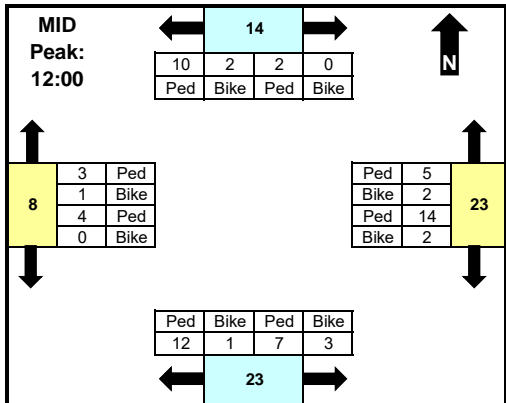 MID
Peak:
12:00
14
N
10 2 2 0
Ped Bike Ped Bike
8
3 Ped
1 Bike
4 Ped
0 Bike
Ped 5
Bike 2
Ped 14
Bike 2
23
Ped Bike Ped Bike
12 1 7 3
23